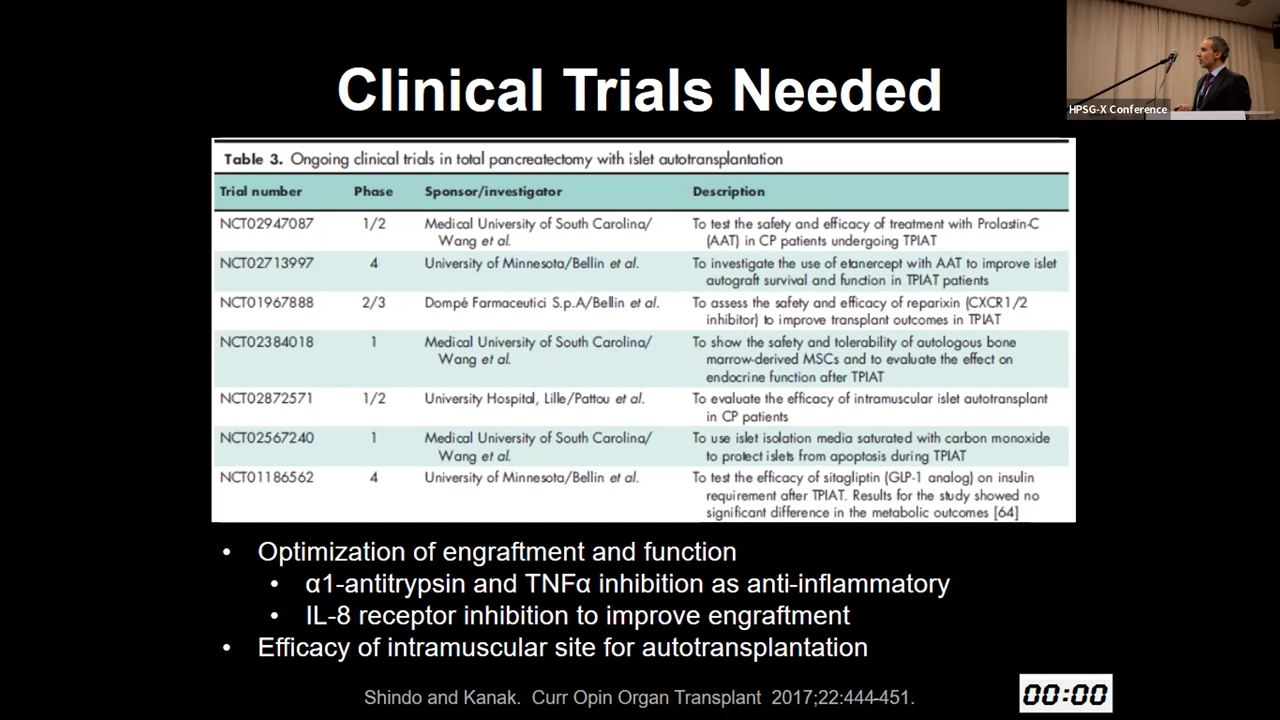 Clinical Trials Needed
HPSG-X Conference
Table 3. Ongoing clinical trials in total pancreatectomy with islet autotransplantation
Trial number Phase Sponsor/investigator Description
NCT02947087 1/2 Medical University of South Carolina/ To test the safety and efficacy of treatment with Prolastin-C
Wang et al. (AAT) in CP patients undergoing TPIAT
NCT02713997 4 University of Minnesota/Bellin et al. To investigate the use of etanercept with AAT to improve islet
autograft survival and function in TPIAT patients
NCT01967888 2/3 Dompé Farmaceutici S.p.A/Bellin et al. To assess the safety and efficacy of reparixin (CXCR1/2
inhibitor) to improve transplant outcomes in TPIAT
NCT02384018 1 Medical University of South Carolina/ To show the safety and tolerability of autologous bone
Wang et al. marrow-derived MSCs and to evaluate the effect on
endocrine function after TPIAT
NCT02872571 1/2 University Hospital, Lille/Pattou et al. To evaluate the efficacy of intramuscular islet autotransplant
in CP patients
NCT02567240 1 Medical University of South Carolina/ To use islet isolation media saturated with carbon monoxide
Wang et al. to protect islets from apoptosis during TPIAT
NCT01186562 4 University of Minnesota/Bellin et al. To test the efficacy of sitagliptin (GLP-1 analog) on insulin
requirement after TPIAT. Results for the study showed no
significant difference in the metabolic outcomes [64]
• Optimization of engraftment and function
• α1-antitrypsin and TNFα inhibition as anti-inflammatory
• IL-8 receptor inhibition to improve engraftment
• Efficacy of intramuscular site for autotransplantation
Shindo and Kanak. Curr Opin Organ Transplant 2017;22:444-451.
00:00